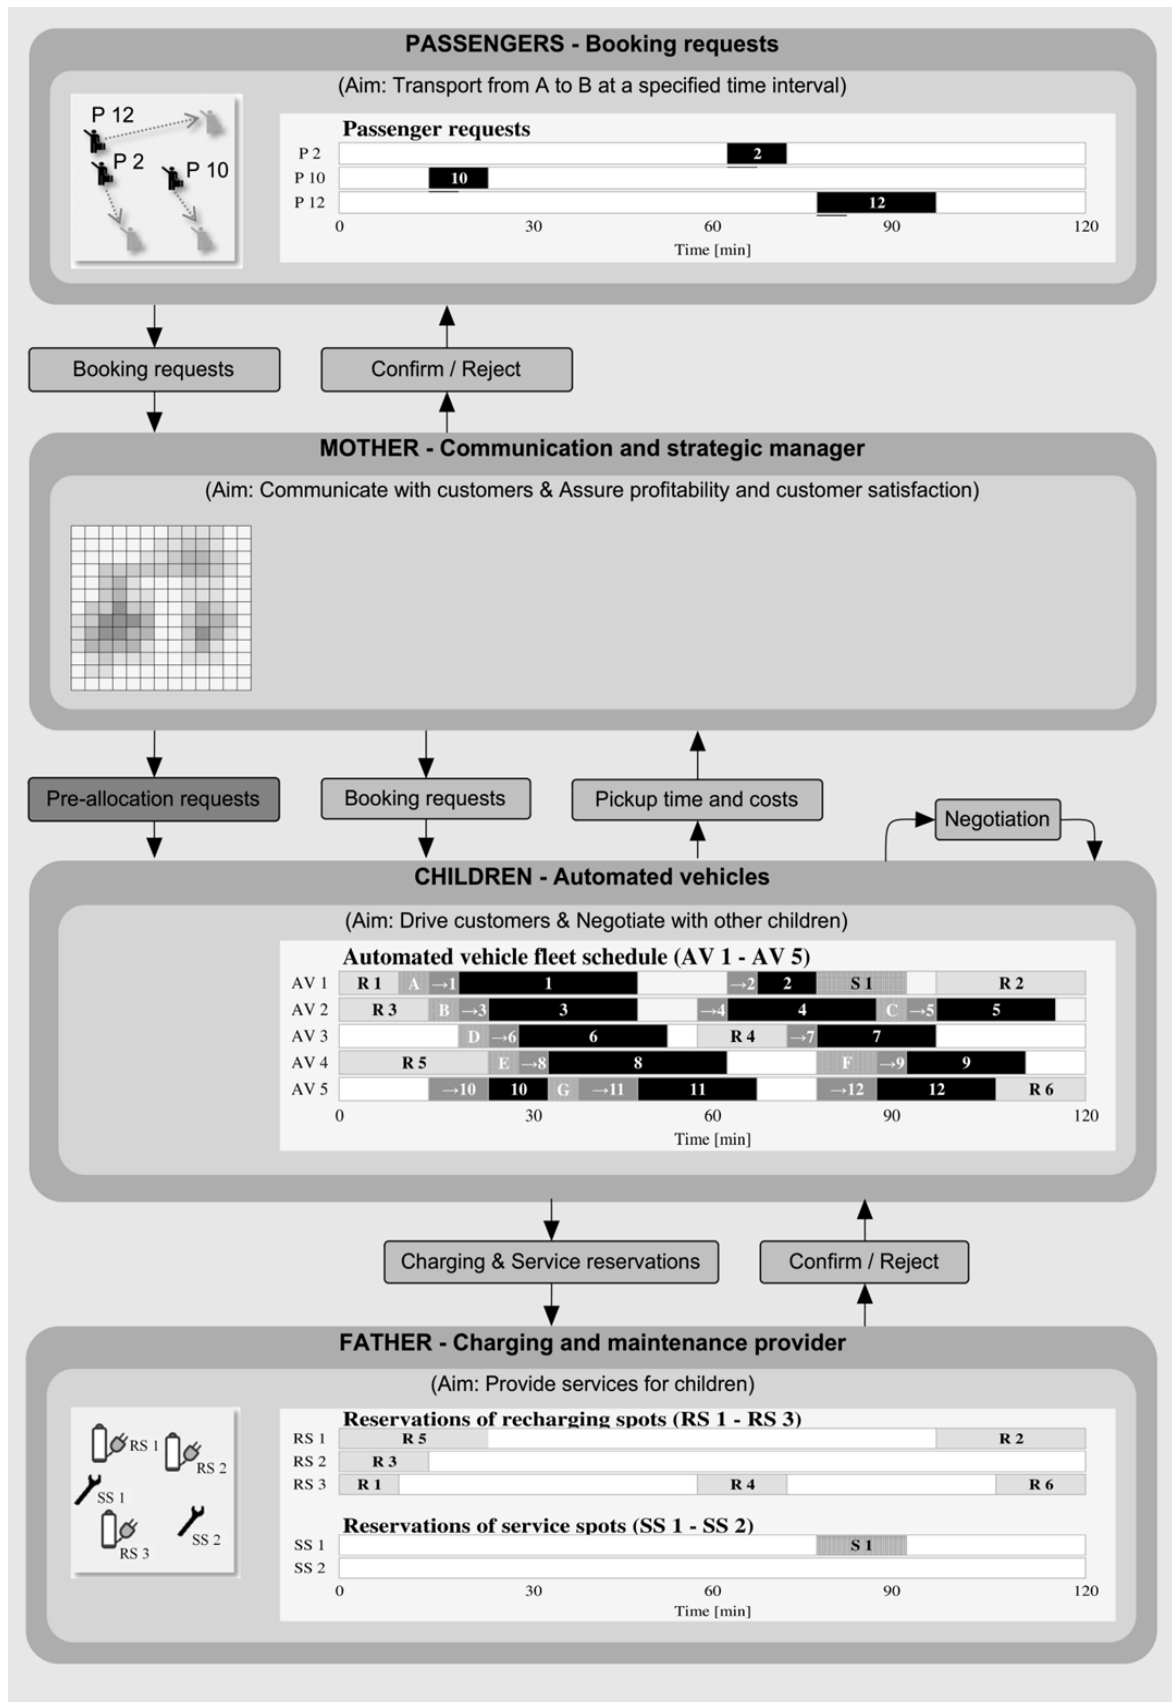 PASSENGERS - Booking requests
(Aim: Transport from A to B at a specified time interval)
P 12
P 2
P 10
Passenger requests
P 2 2
P 10 10
P 12 12
0 30 60 90 120
Time [min]
Booking requests Confirm / Reject
MOTHER - Communication and strategic manager
(Aim: Communicate with customers & Assure profitability and customer satisfaction)
Pre-allocation requests Booking requests Pickup time and costs Negotiation
CHILDREN - Automated vehicles
(Aim: Drive customers & Negotiate with other children)
Automated vehicle fleet schedule (AV 1 - AV 5)
AV 1 R 1 A →1 1 →2 2 S 1 R 2
AV 2 R 3 B →3 3 →4 4 C →5 5
AV 3 D →6 6 R 4 →7 7
AV 4 R 5 E →8 8 F →9 9
AV 5 →10 10 G →11 11 →12 12 R 6
0 30 60 90 120
Time [min]
Charging & Service reservations Confirm / Reject
FATHER - Charging and maintenance provider
(Aim: Provide services for children)
RS 1
RS 2
SS 1
SS 2
RS 3
Reservations of recharging spots (RS 1 - RS 3)
RS 1 R 5 R 2
RS 2 R 3
RS 3 R 1 R 4 R 6
Reservations of service spots (SS 1 - SS 2)
SS 1 S 1
SS 2
0 30 60 90 120
Time [min]